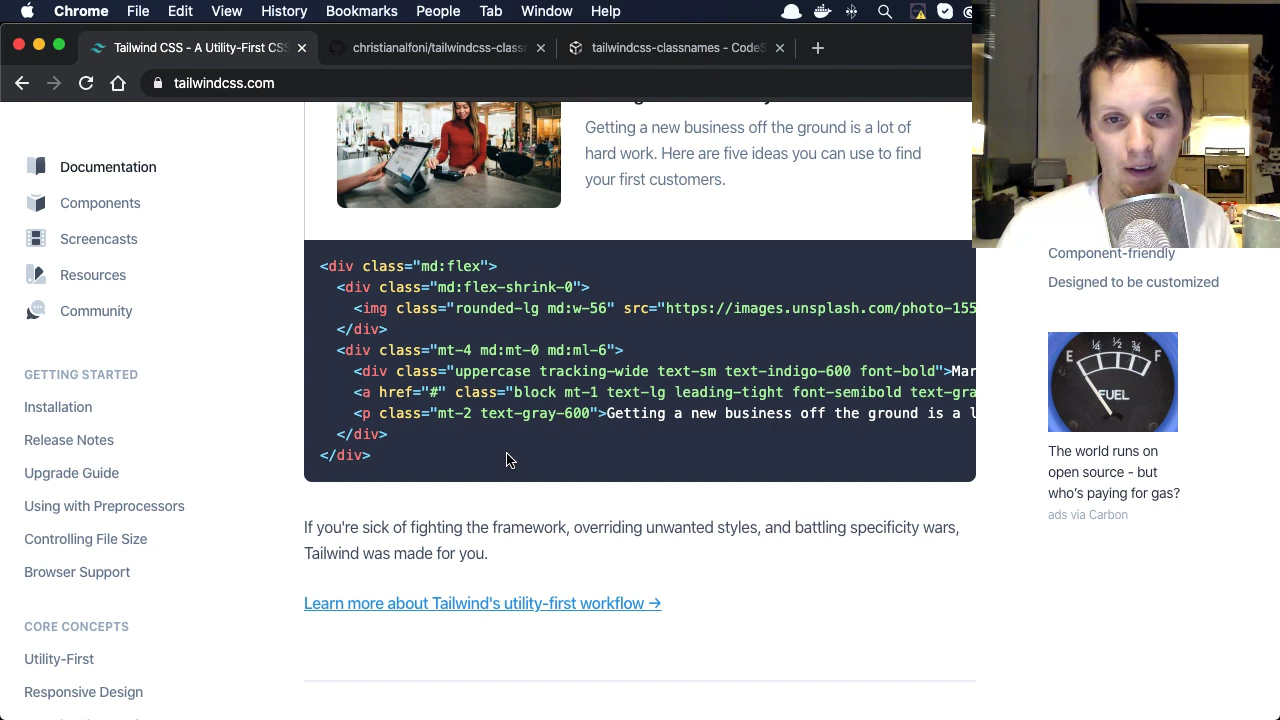 Chrome File Edit View History Bookmarks People Tab Window Help
Tailwind CSS - A Utility-First CS
christianalfoni/tailwindcss-class
tailwindcss-classnames - CodeS
tailwindcss.com
Documentation
Components
Screencasts
Resources
Community
GETTING STARTED
Installation
Release Notes
Upgrade Guide
Using with Preprocessors
Controlling File Size
Browser Support
CORE CONCEPTS
Utility-First
Responsive Design
Getting a new business off the ground is a lot of
hard work. Here are five ideas you can use to find
your first customers.
<div class="md:flex">
<div class="md:flex-shrink-0">
<img class="rounded-lg md:w-56" src="https://images.unsplash.com/photo-155
</div>
<div class="mt-4 md:mt-0 md:ml-6">
<div class="uppercase tracking-wide text-sm text-indigo-600 font-bold">Mar
<a href="#" class="block mt-1 text-lg leading-tight font-semibold text-gra
<p class="mt-2 text-gray-600">Getting a new business off the ground is a l
</div>
</div>
If you're sick of fighting the framework, overriding unwanted styles, and battling specificity wars,
Tailwind was made for you.
Learn more about Tailwind's utility-first workflow →
Component-friendly
Designed to be customized
E ¼ ½ ¾ F
FUEL
The world runs on
open source - but
who's paying for gas?
ads via Carbon